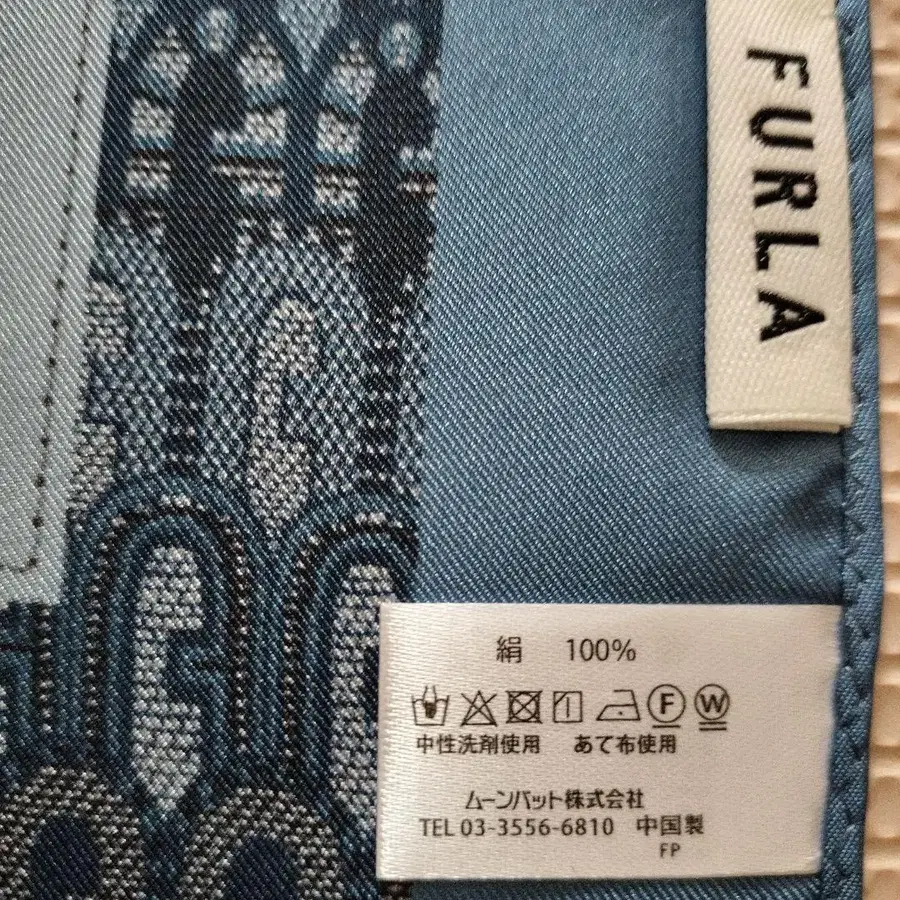 FURLA
絹 100%
F W
中性洗剤使用 あて布使用
ムーンバット株式会社
TEL 03-3556-6810 中国製
FP